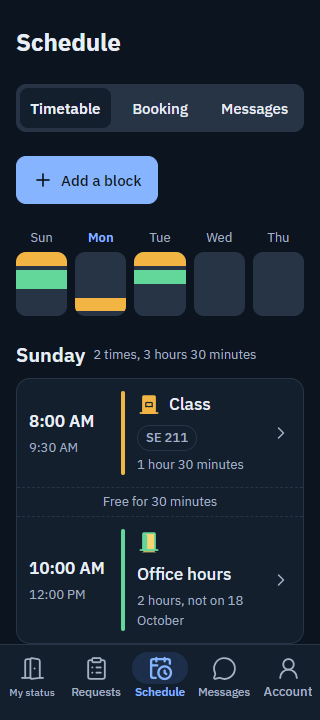 Schedule
Timetable Booking Messages
Add a block
Sun Mon Tue Wed Thu
Sunday 2 times, 3 hours 30 minutes
8:00 AM
9:30 AM
Class
SE 211
1 hour 30 minutes
Free for 30 minutes
10:00 AM
12:00 PM
Office hours
2 hours, not on 18
October
My status Requests Schedule Messages Account